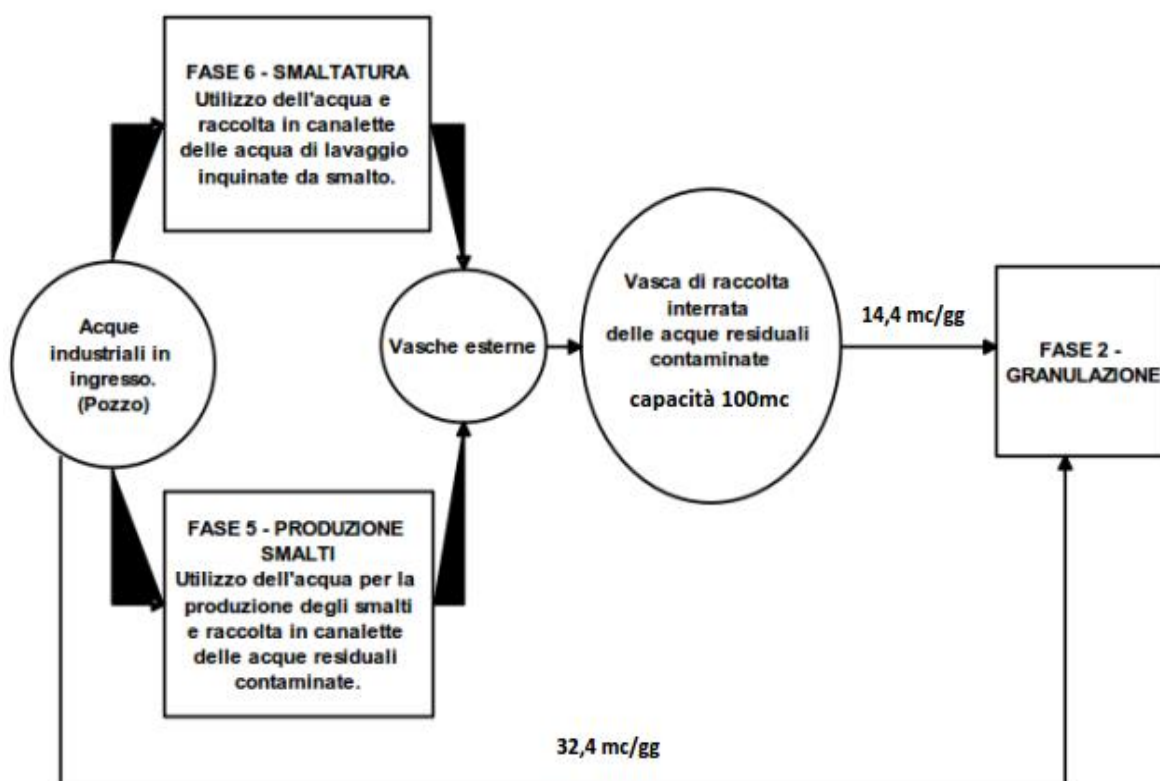 FASE 6 - SMALTATURA
Utilizzo dell'acqua e
raccolta in canalette
delle acqua di lavaggio
inquinate da smalto.
Acque
industriali in
ingresso.
(Pozzo)
Vasche esterne
Vasca di raccolta
interrata
delle acque residuali
contaminate
capacità 100mc
14,4 mc/gg
FASE 2 -
GRANULAZIONE
FASE 5 - PRODUZIONE
SMALTI
Utilizzo dell'acqua per la
produzione degli smalti
e raccolta in canalette
delle acque residuali
contaminate.
32,4 mc/gg